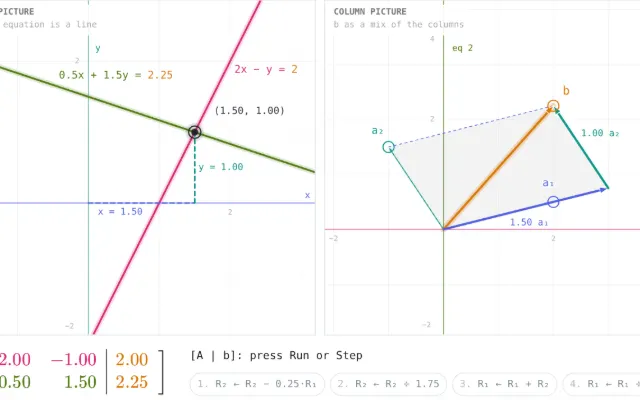 PICTURE
equation is a line
y
2
0.5x + 1.5y = 2.25
2x − y = 2
(1.50, 1.00)
y = 1.00
x
x = 1.50
2
−2
COLUMN PICTURE
b as a mix of the columns
4
eq 2
b
2
a₂
1.00 a₂
a₁
1.50 a₁
−2
2
−2
2.00 −1.00 2.00
0.50 1.50 2.25
[A | b]: press Run or Step
1. R₂ ← R₂ − 0.25·R₁
2. R₂ ← R₂ ÷ 1.75
3. R₁ ← R₁ + R₂
4. R₁ ← R₁